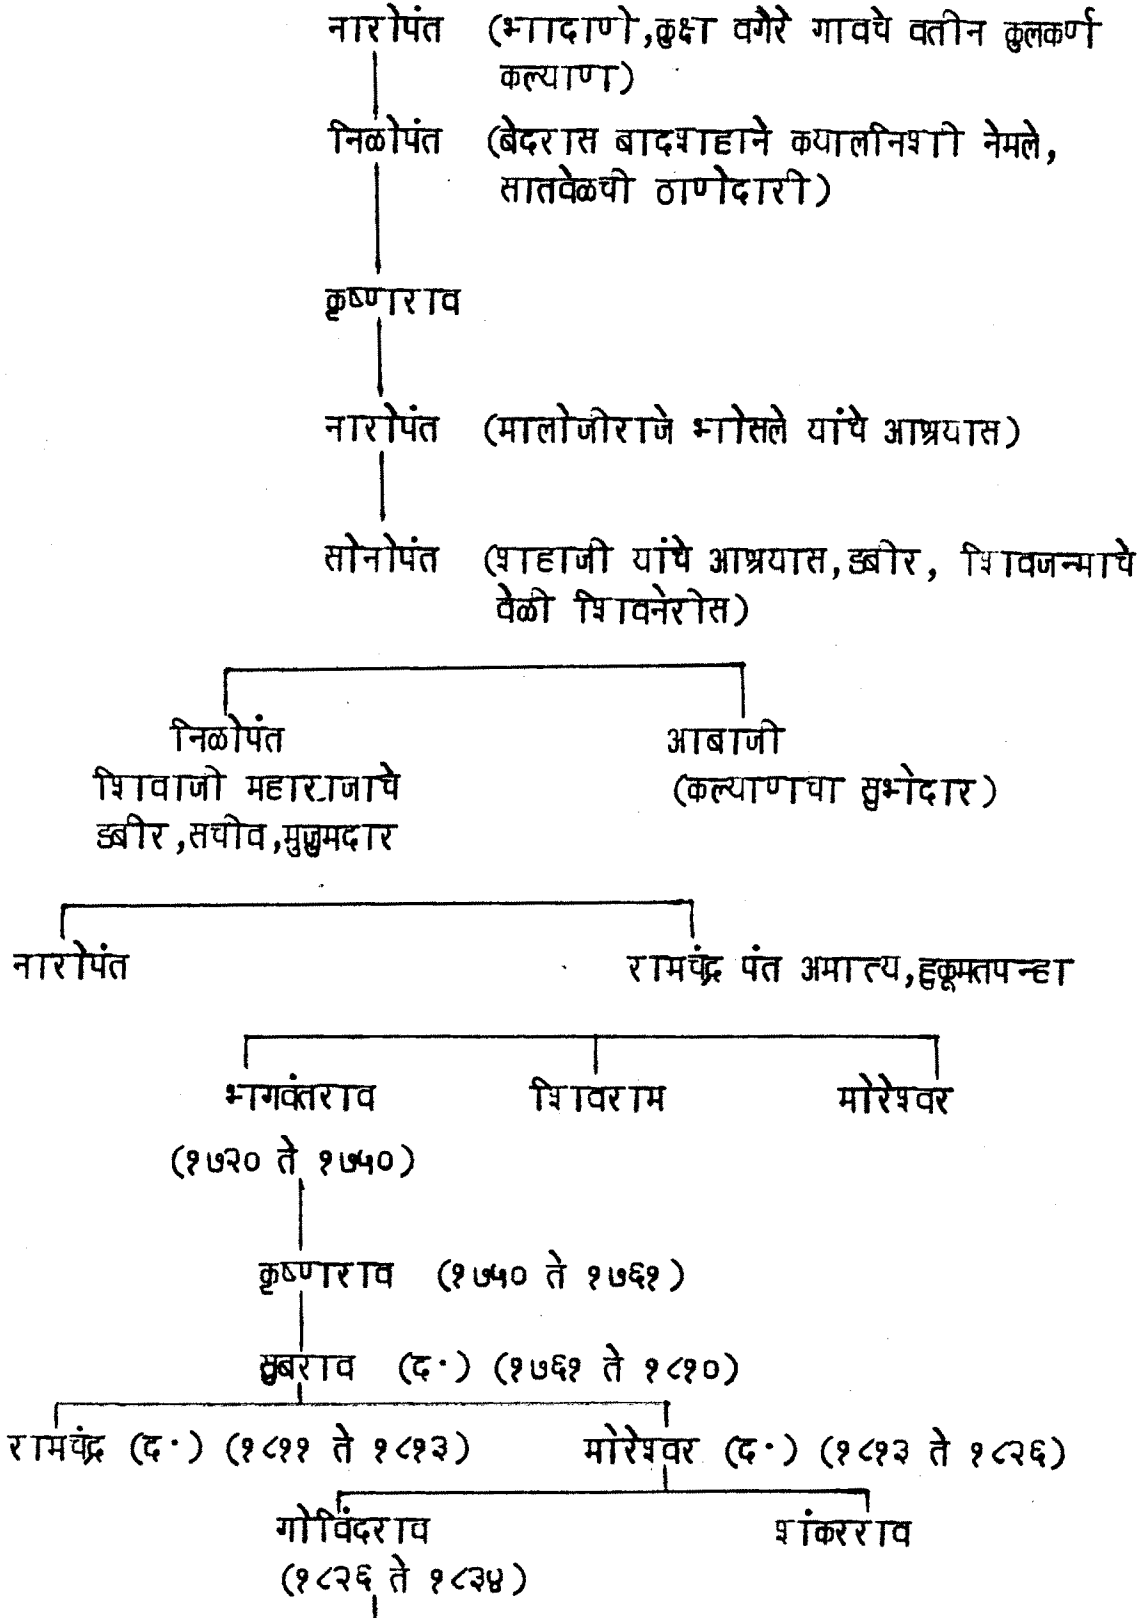 नारोपंत (भादाणे,कुक्षा वगैरे गावचे वतीन कुलकर्ण
कल्याण)
निळोपंत (बेदरास बादशहाने कयालनिशी नेमले,
सातवेळची ठाणेदारी)
कृष्णराव
नारोपंत (मालोजीराजे भोसले यांचे आश्रयास)
सोनोपंत (शहाजी यांचे आश्रयास,डबीर, शिवजन्माचे
वेळी शिवनेरीस)
निळोपंत आबाजी
शिवाजी महाराजाचे (कल्याणचा सुभेदार)
डबीर,सचीव,मुजुमदार
नारोपंत रामचंद्र पंत अमात्य,हुकूमतपन्हा
भगवंतराव शिवराम मोरेश्वर
(१७२० ते १७५०)
कृष्णराव (१७५० ते १७६१)
सुबराव (द.) (१७६१ ते १८१०)
रामचंद्र (द.) (१८११ ते १८१३) मोरेश्वर (द.) (१८१३ ते १८२६)
गोविंदराव शंकरराव
(१८२६ ते १८३४)